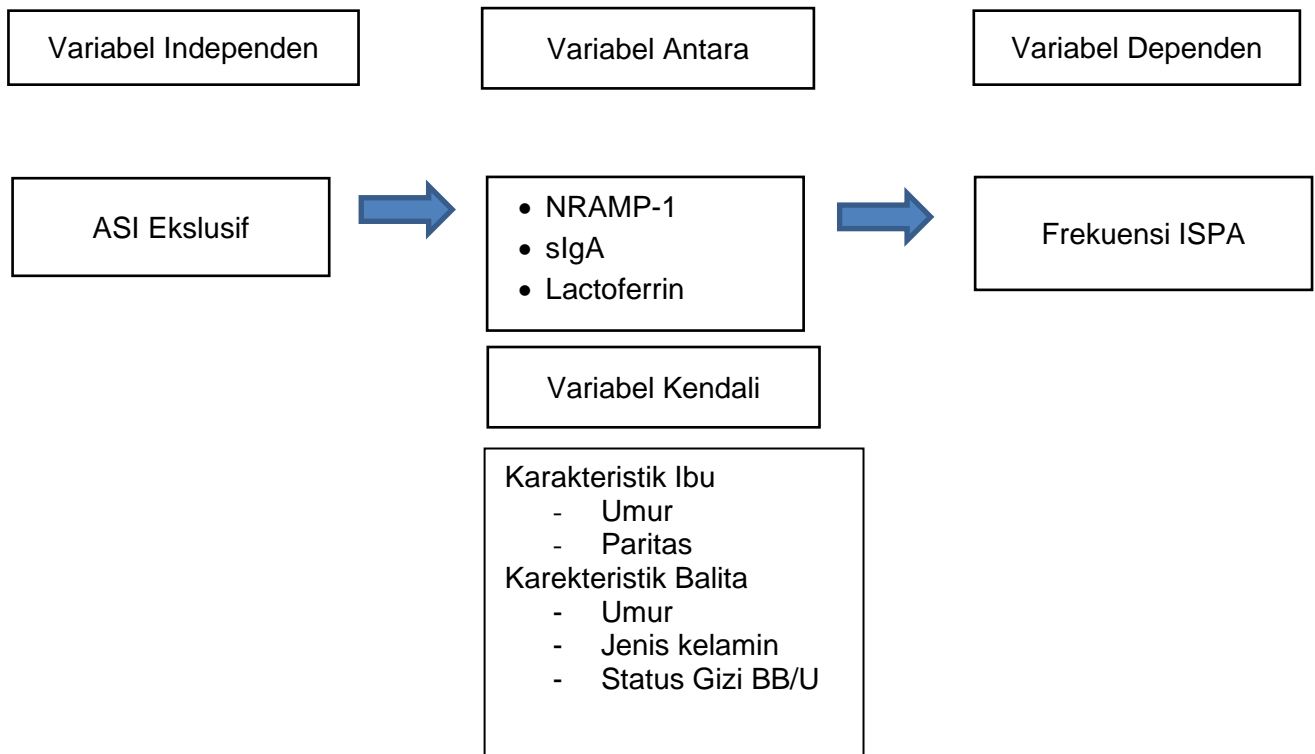 Variabel Independen
Variabel Antara
Variabel Dependen
ASI Ekslusif
• NRAMP-1
• sIgA
• Lactoferrin
Frekuensi ISPA
Variabel Kendali
Karakteristik Ibu
- Umur
- Paritas
Karekteristik Balita
- Umur
- Jenis kelamin
- Status Gizi BB/U